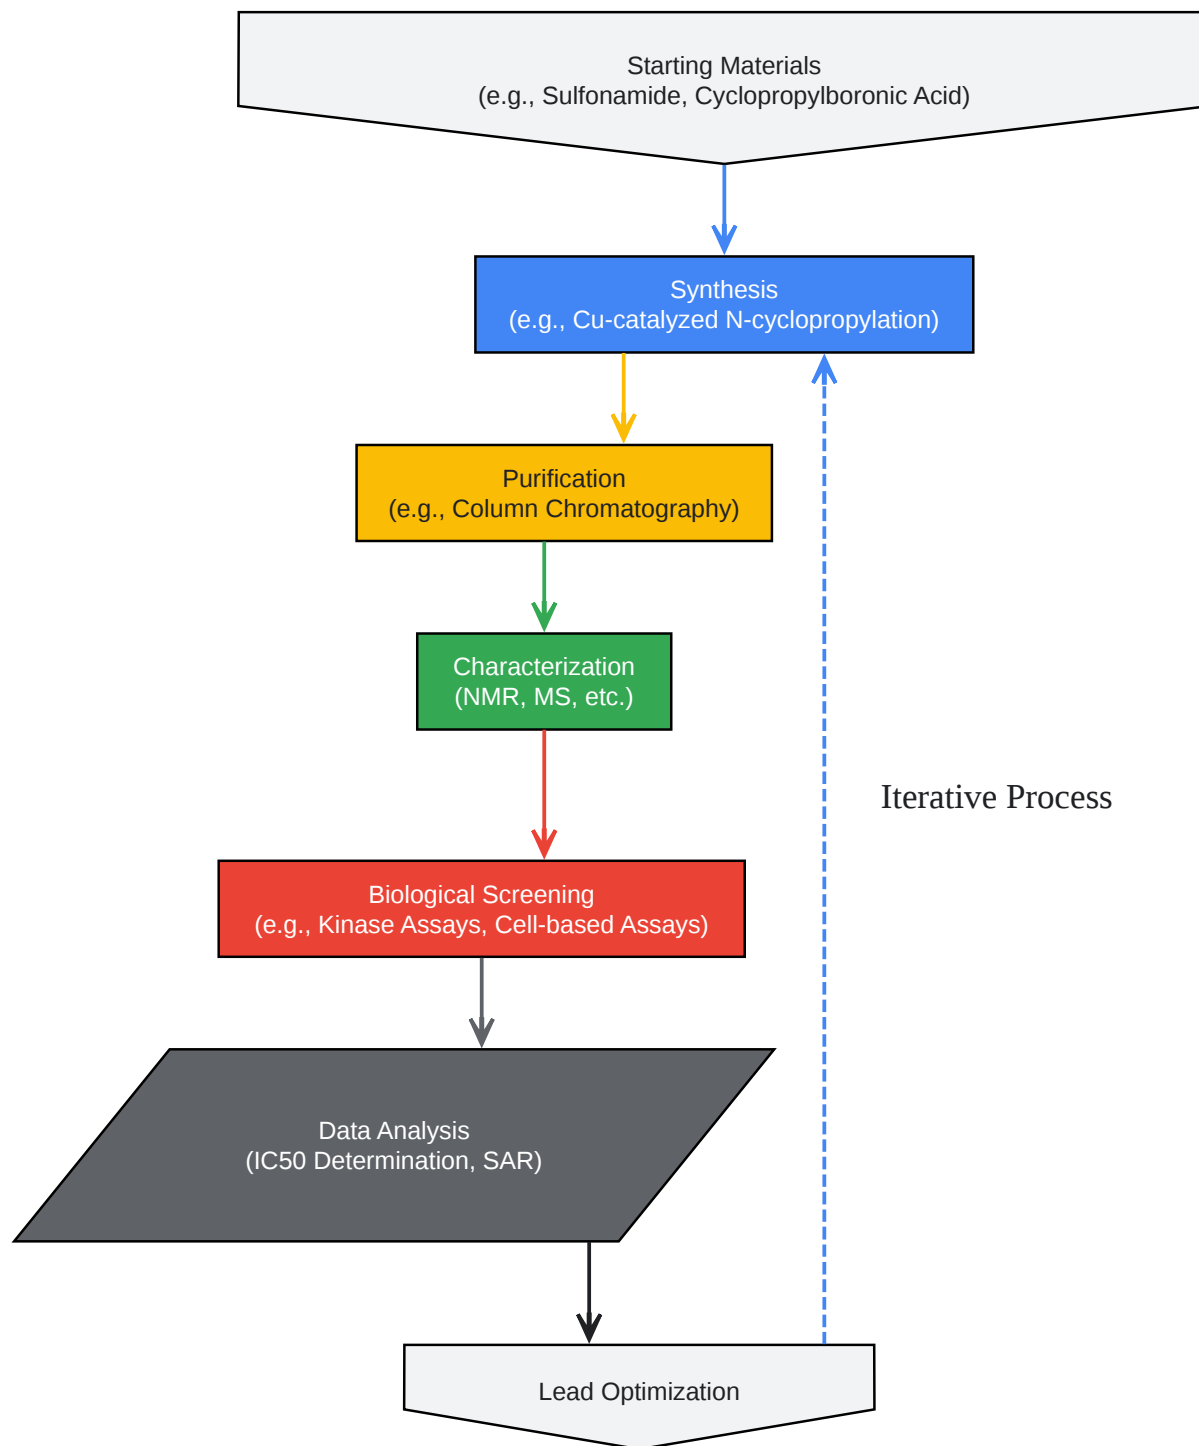 Starting Materials
(e.g., Sulfonamide, Cyclopropylboronic Acid)
Synthesis
(e.g., Cu-catalyzed N-cyclopropylation)
Purification
(e.g., Column Chromatography)
Characterization
(NMR, MS, etc.)
Iterative Process
Biological Screening
(e.g., Kinase Assays, Cell-based Assays)
Data Analysis
(IC50 Determination, SAR)
Lead Optimization